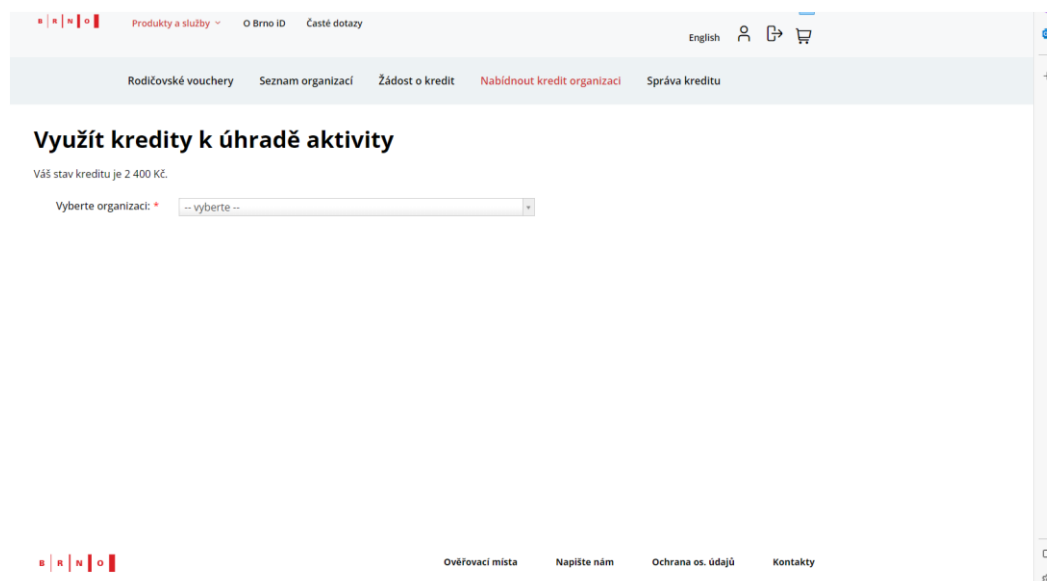 BRNO
Produkty a služby
O Brno iD
Časté dotazy
English
Rodičovské vouchery
Seznam organizací
Žádost o kredit
Nabídnout kredit organizaci
Správa kreditu
Využít kredity k úhradě aktivity
Váš stav kreditu je 2 400 Kč.
Vyberte organizaci: *
-- vyberte --
BRNO
Ověřovací místa
Napište nám
Ochrana os. údajů
Kontakty